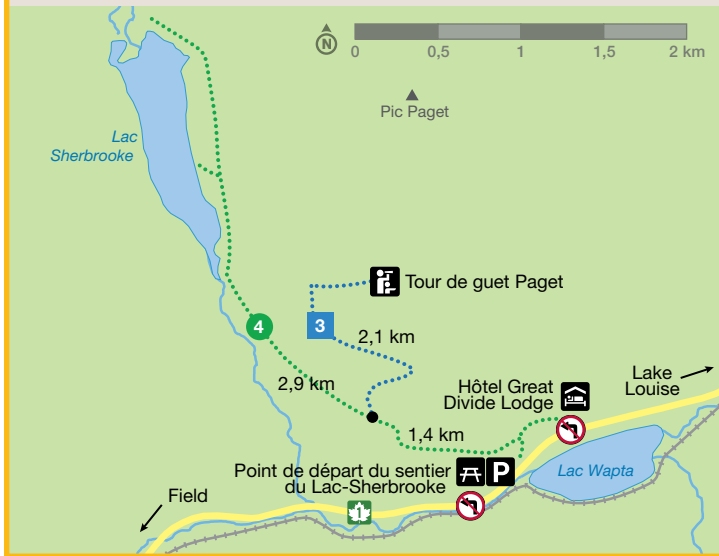 N
0 0,5 1 1,5 2 km
Pic Paget
Lac
Sherbrooke
Tour de guet Paget
4
3
2,1 km
2,9 km
Lake
Louise
Hôtel Great
Divide Lodge
1,4 km
Point de départ du sentier
du Lac-Sherbrooke
P
Lac Wapta
Field
1